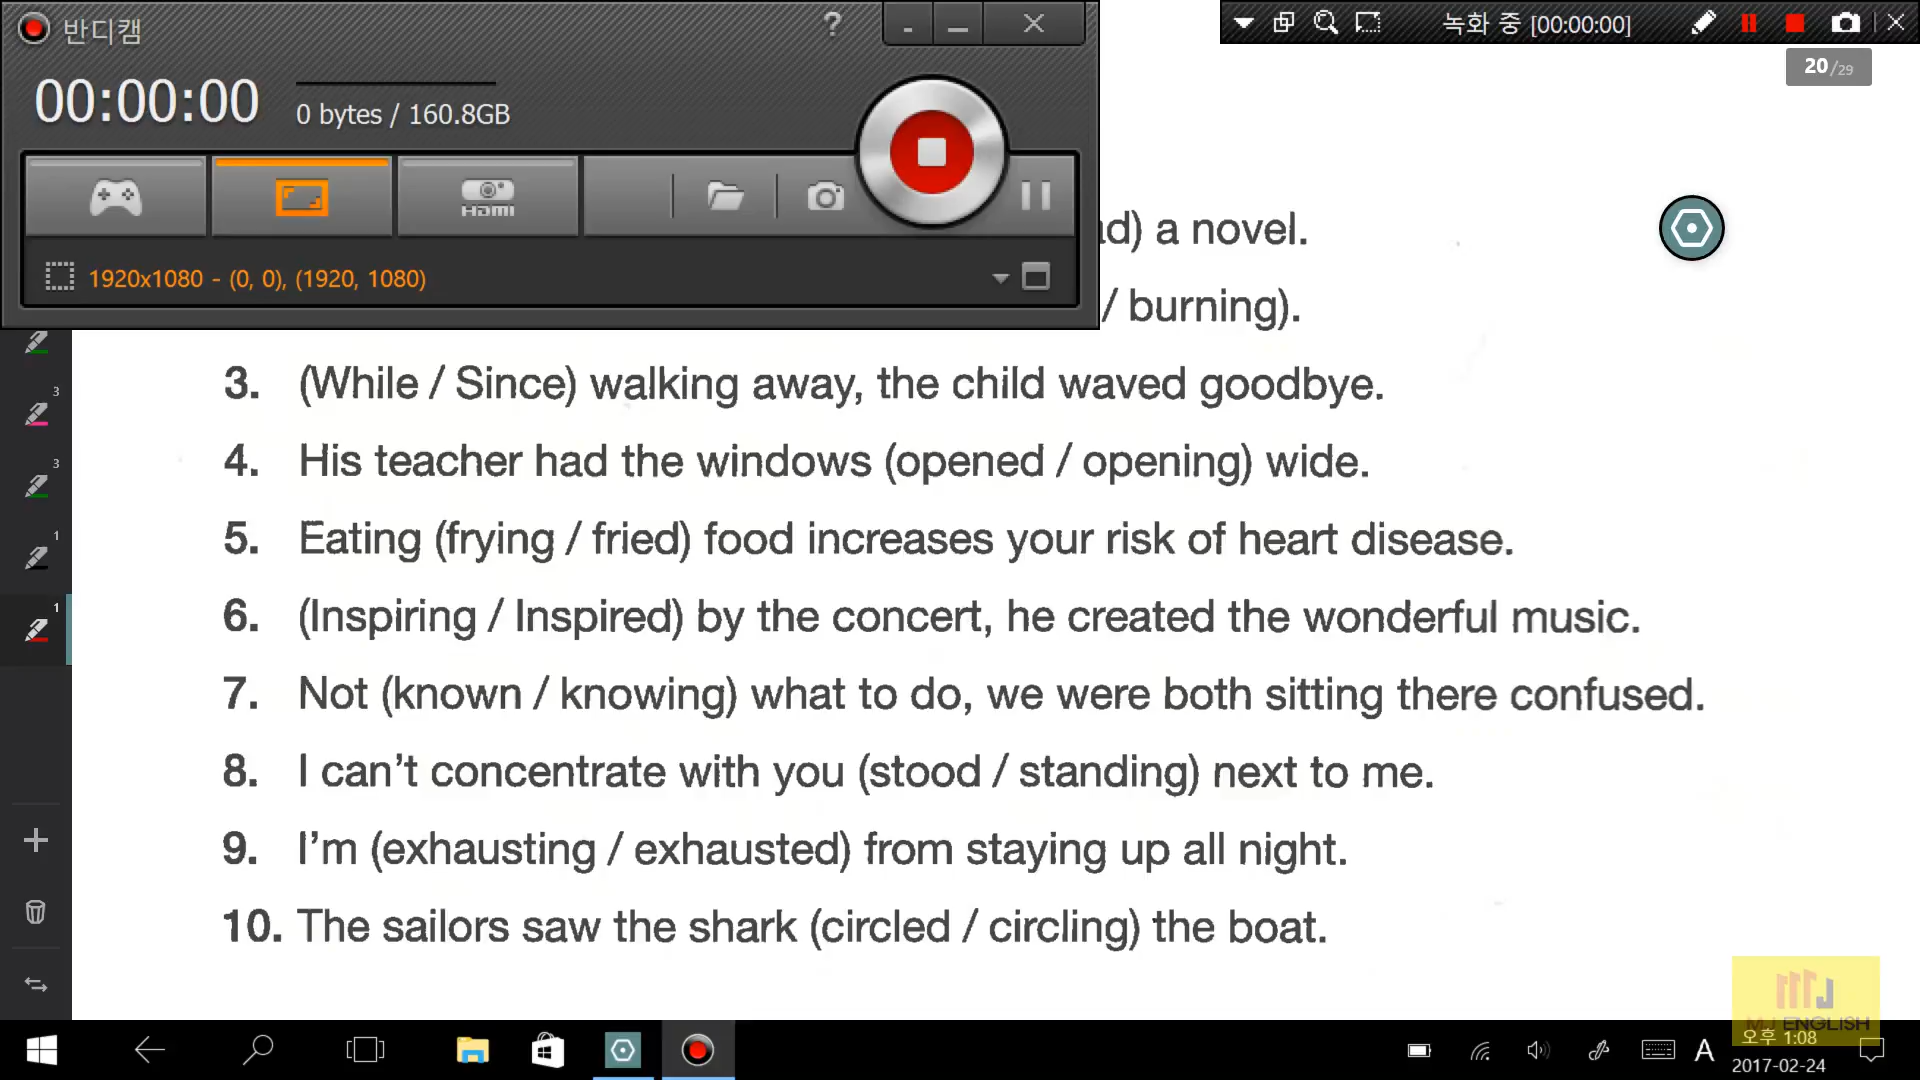 반디캠
?
00:00:00
0 bytes / 160.8GB
HDMI
1920x1080 - (0, 0), (1920, 1080)
녹화 중 [00:00:00]
20/29
a novel.
/ burning).
3. (While / Since) walking away, the child waved goodbye.
4. His teacher had the windows (opened / opening) wide.
5. Eating (frying / fried) food increases your risk of heart disease.
6. (Inspiring / Inspired) by the concert, he created the wonderful music.
7. Not (known / knowing) what to do, we were both sitting there confused.
8. I can't concentrate with you (stood / standing) next to me.
9. I'm (exhausting / exhausted) from staying up all night.
10. The sailors saw the shark (circled / circling) the boat.
3
3
1
1
MJ ENGLISH
A
오후 1:08
2017-02-24